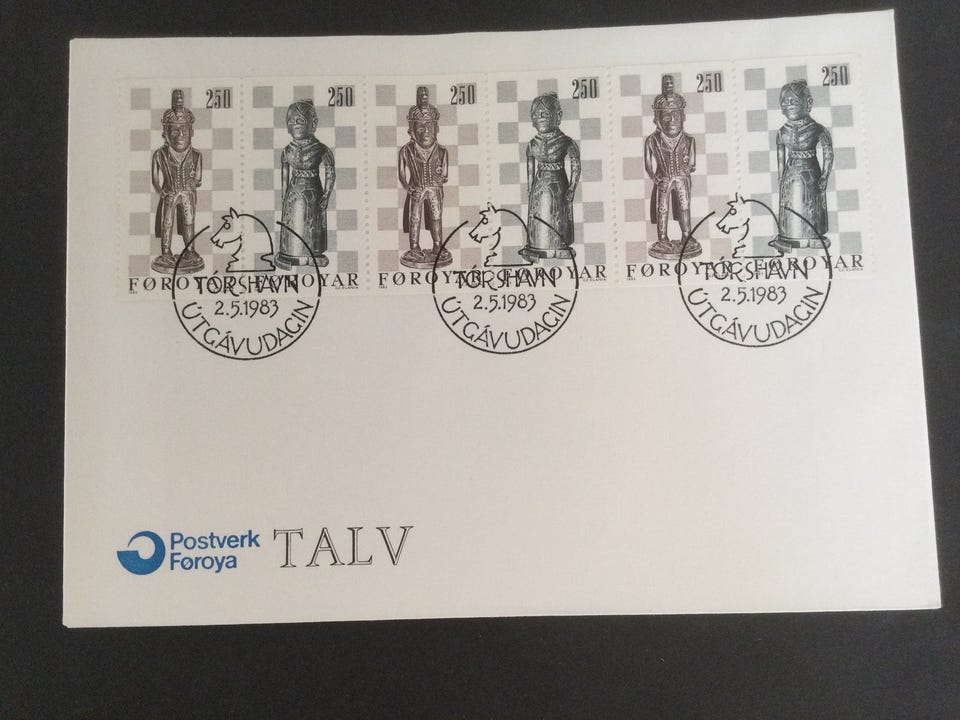 250 250 250 250 250 250
FØROYAR FØROYAR FØROYAR FØROYAR FØROYAR FØROYAR
TÓRSHAVN
2.5.1983
ÚTGÁVUDAGIN
TÓRSHAVN
2.5.1983
ÚTGÁVUDAGIN
TÓRSHAVN
2.5.1983
ÚTGÁVUDAGIN
Postverk
Føroya
TALV